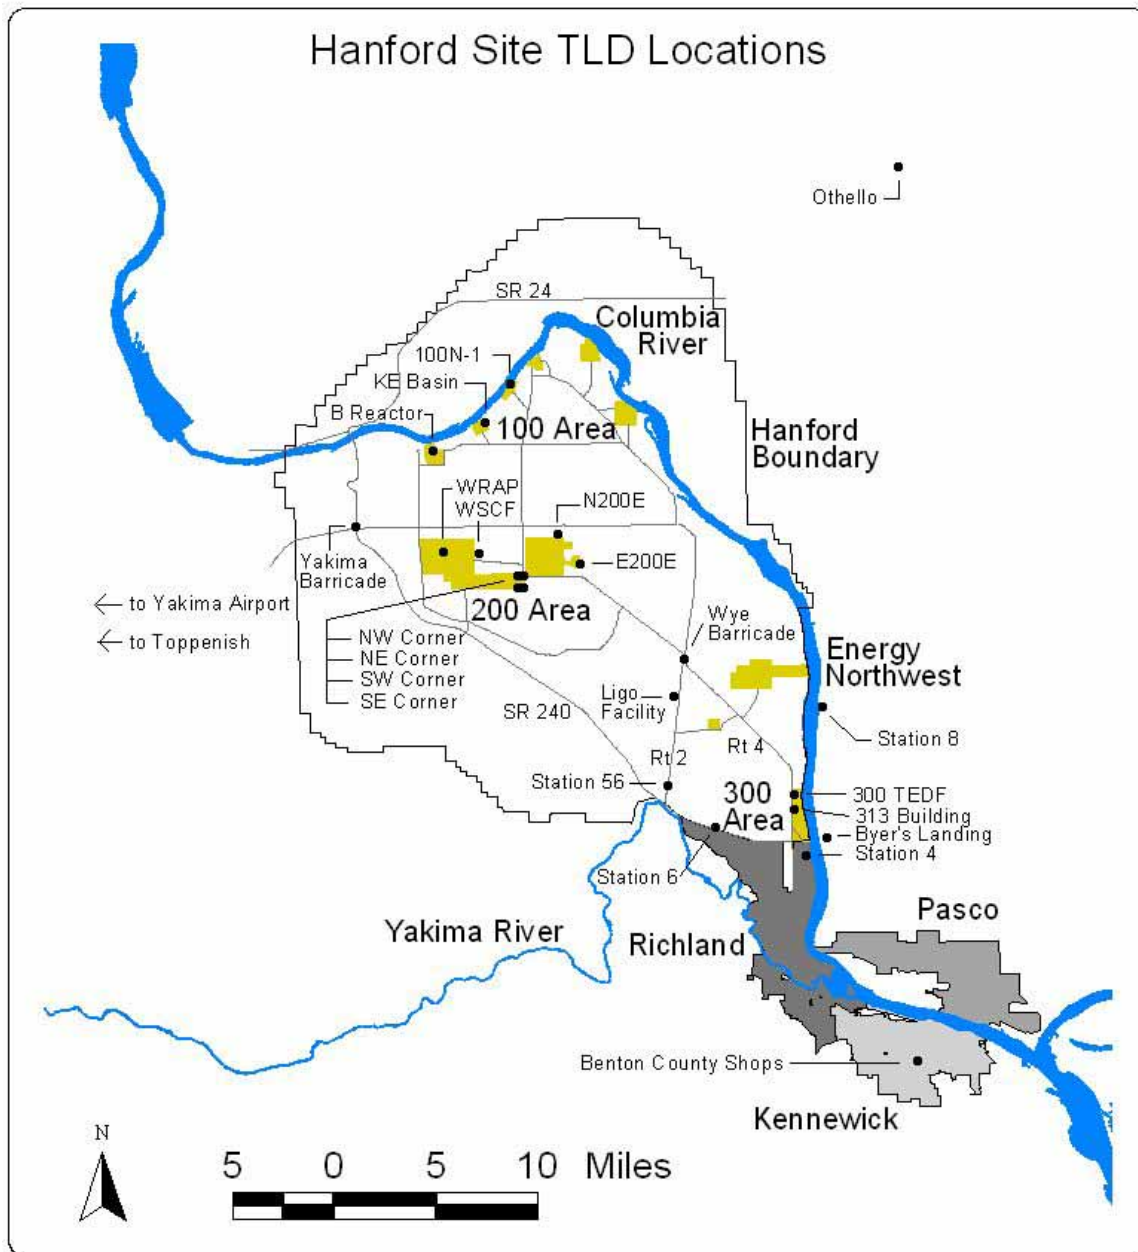 Hanford Site TLD Locations
Othello
SR 24
Columbia
River
100N-1
KE Basin
B Reactor
100 Area
Hanford
Boundary
WRAP
WSCF
N200E
Yakima
Barricade
E200E
to Yakima Airport
200 Area
Wye
Barricade
to Toppenish
NW Corner
NE Corner
SW Corner
SE Corner
Energy
Northwest
Ligo
Facility
SR 240
Station 8
Rt 2
Rt 4
Station 56
300
Area
300 TEDF
313 Building
Byer's Landing
Station 4
Station 6
Pasco
Yakima River
Richland
Benton County Shops
Kennewick
N
5 0 5 10 Miles